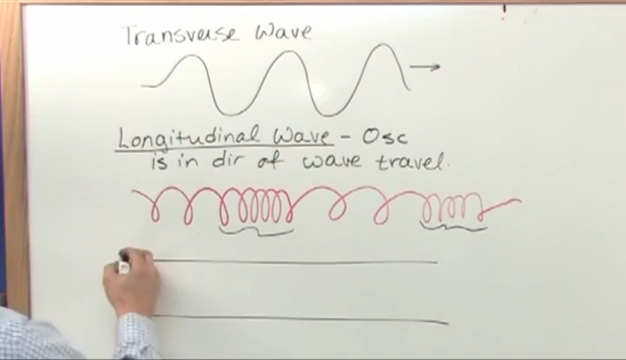 Transverse Wave
Longitudinal Wave - Osc
is in dir of wave travel.